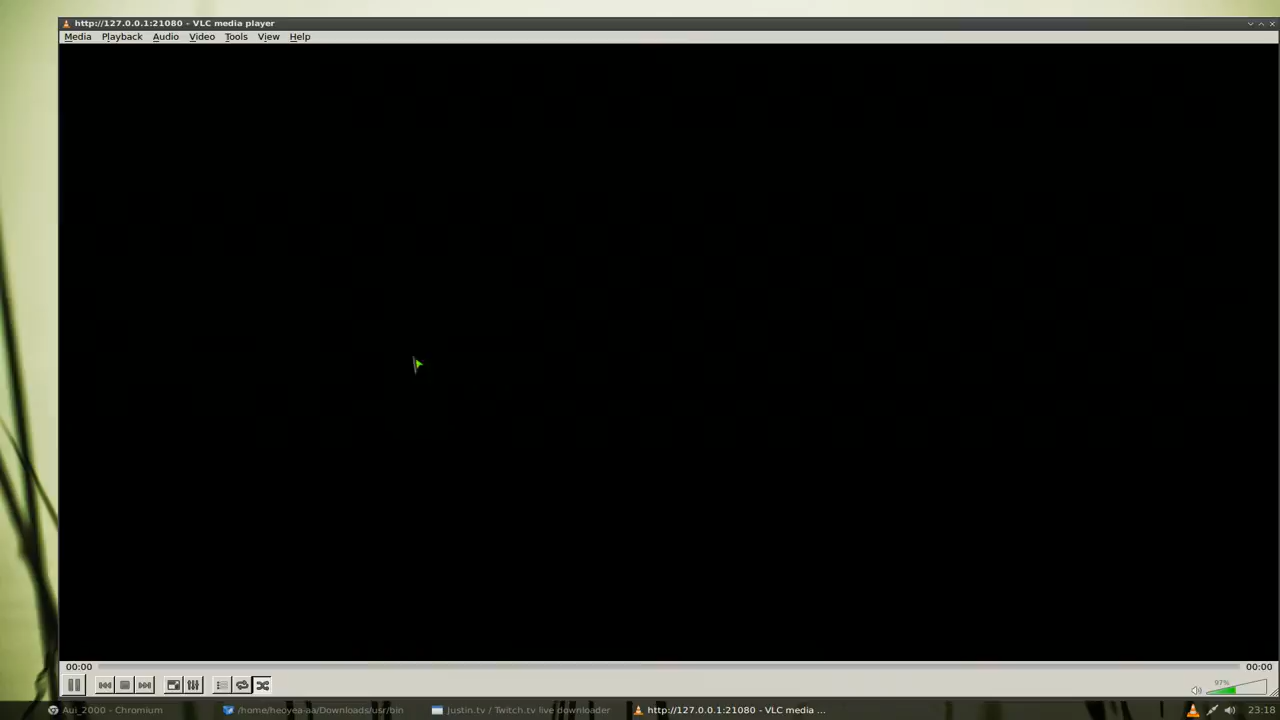 http://127.0.0.1:21080 - VLC media player
Media Playback Audio Video Tools View Help
00:00 00:00
97%
Aui_2000 - Chromium /home/heoyea-aa/Downloads/usr/bin Justin.tv / Twitch.tv live downloader http://127.0.0.1:21080 - VLC media ... 23:18